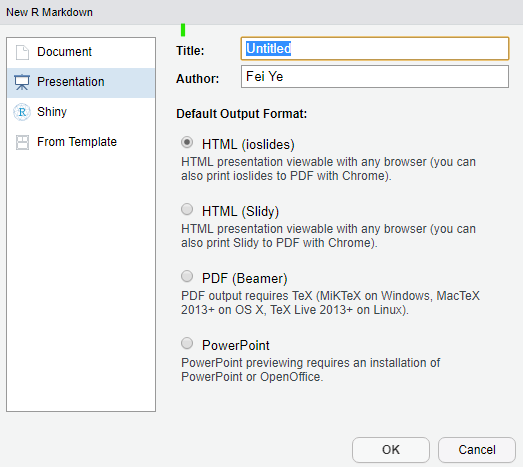 New R Markdown
Document
Presentation
R Shiny
From Template
Title: Untitled
Author: Fei Ye
Default Output Format:
HTML (ioslides)
HTML presentation viewable with any browser (you can
also print ioslides to PDF with Chrome).
HTML (Slidy)
HTML presentation viewable with any browser (you can
also print Slidy to PDF with Chrome).
PDF (Beamer)
PDF output requires TeX (MiKTeX on Windows, MacTeX
2013+ on OS X, TeX Live 2013+ on Linux).
PowerPoint
PowerPoint previewing requires an installation of
PowerPoint or OpenOffice.
OK Cancel